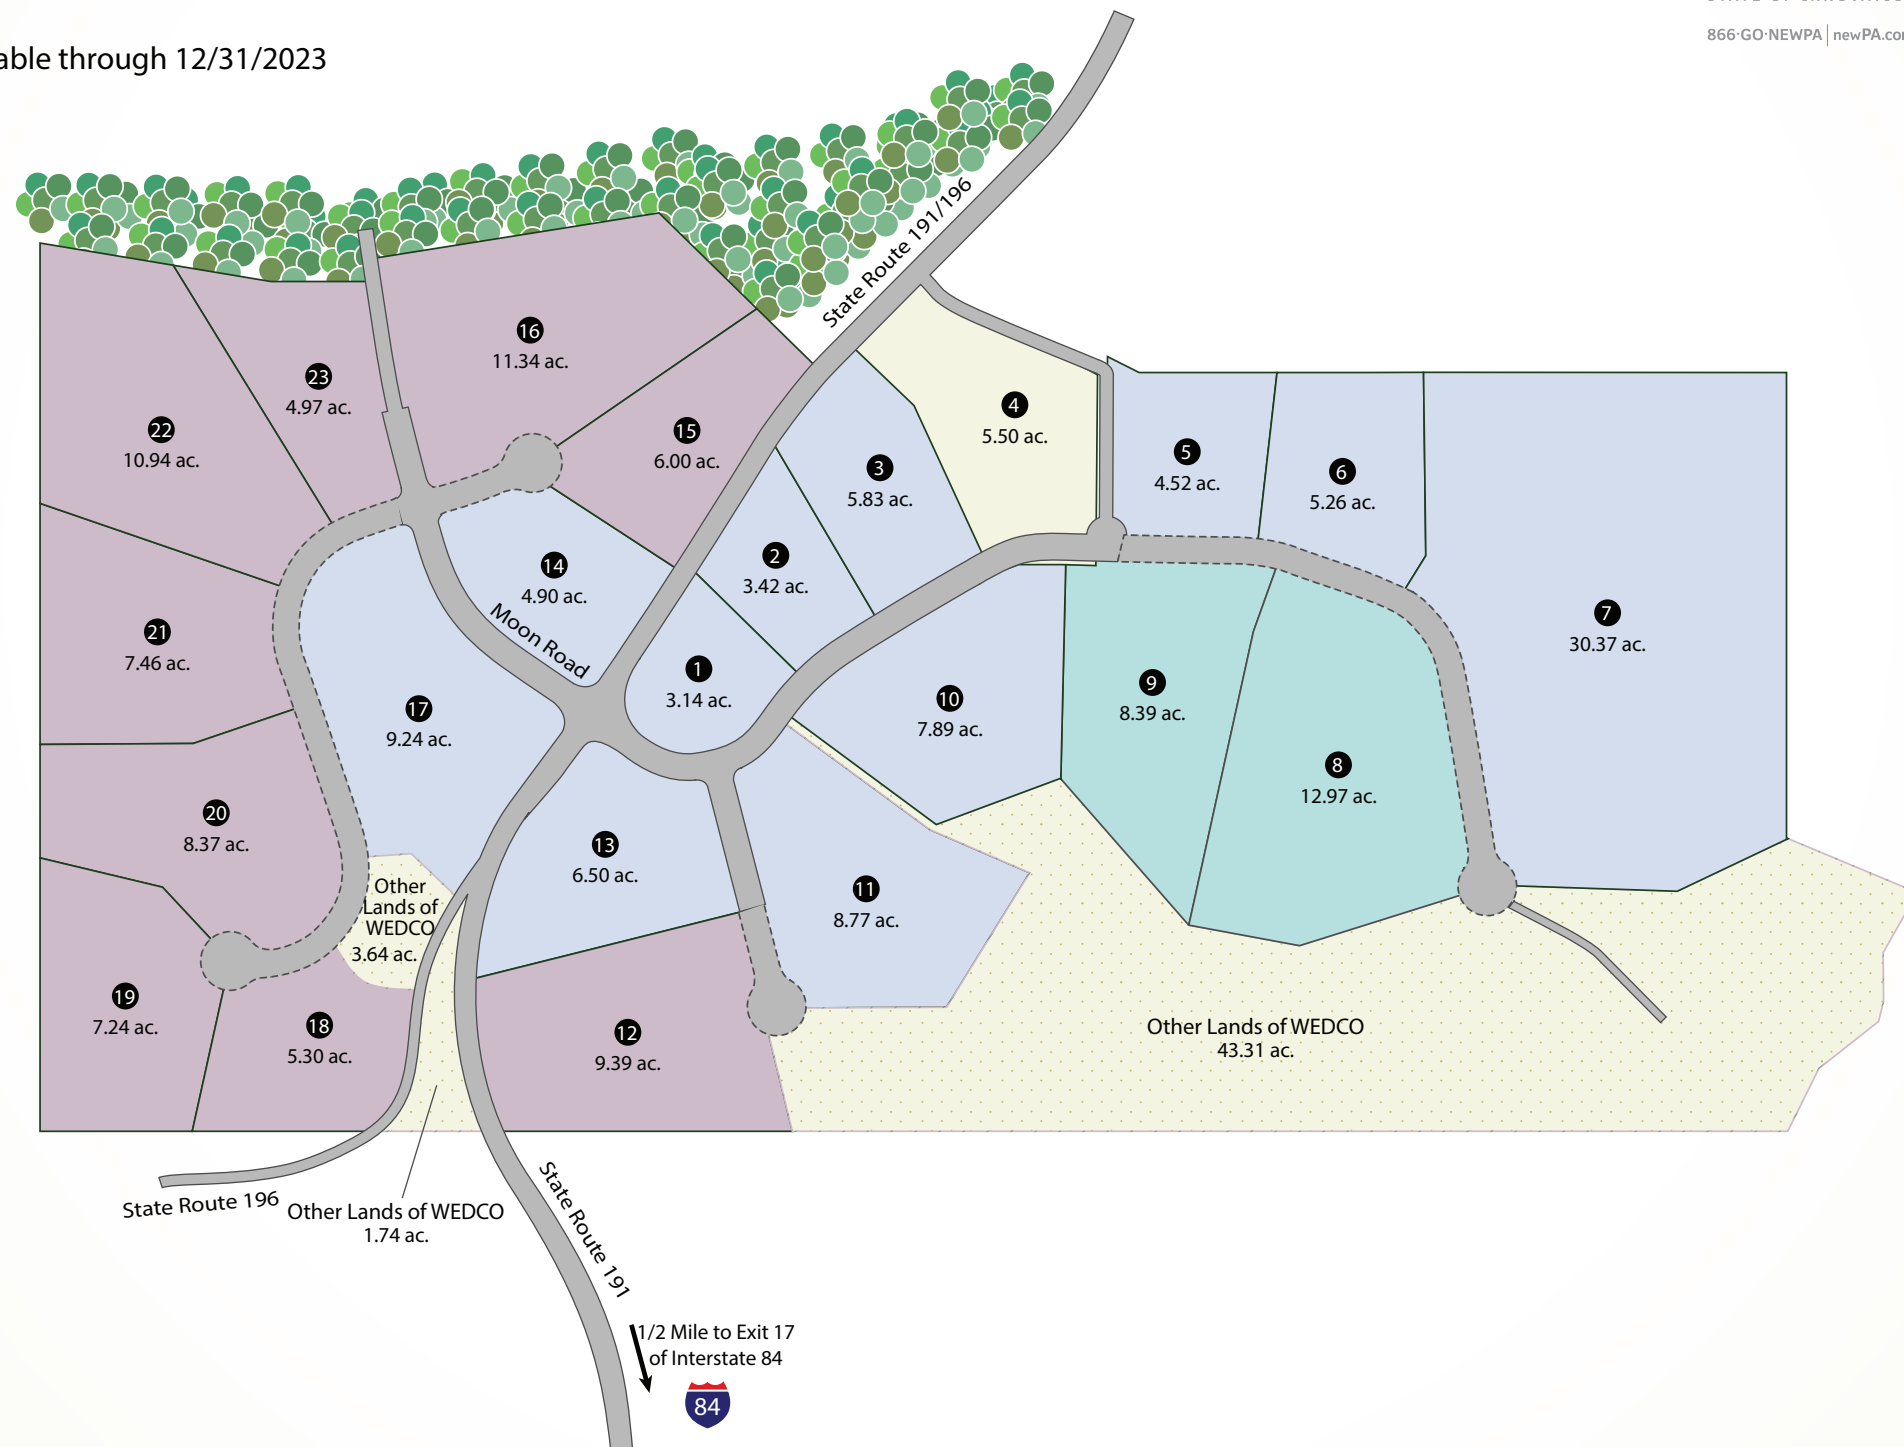 able through 12/31/2023
866·GO·NEWPA | newPA.com
State Route 191/196
16
11.34 ac.
23
4.97 ac.
22
10.94 ac.
15
6.00 ac.
4
5.50 ac.
3
5.83 ac.
5
4.52 ac.
6
5.26 ac.
2
3.42 ac.
14
4.90 ac.
Moon Road
7
30.37 ac.
21
7.46 ac.
1
3.14 ac.
9
8.39 ac.
10
7.89 ac.
17
9.24 ac.
8
12.97 ac.
20
8.37 ac.
13
6.50 ac.
11
8.77 ac.
Other
Lands of
WEDCO
3.64 ac.
19
7.24 ac.
18
5.30 ac.
12
9.39 ac.
Other Lands of WEDCO
43.31 ac.
State Route 196
Other Lands of WEDCO
1.74 ac.
State Route 191
1/2 Mile to Exit 17
of Interstate 84
84